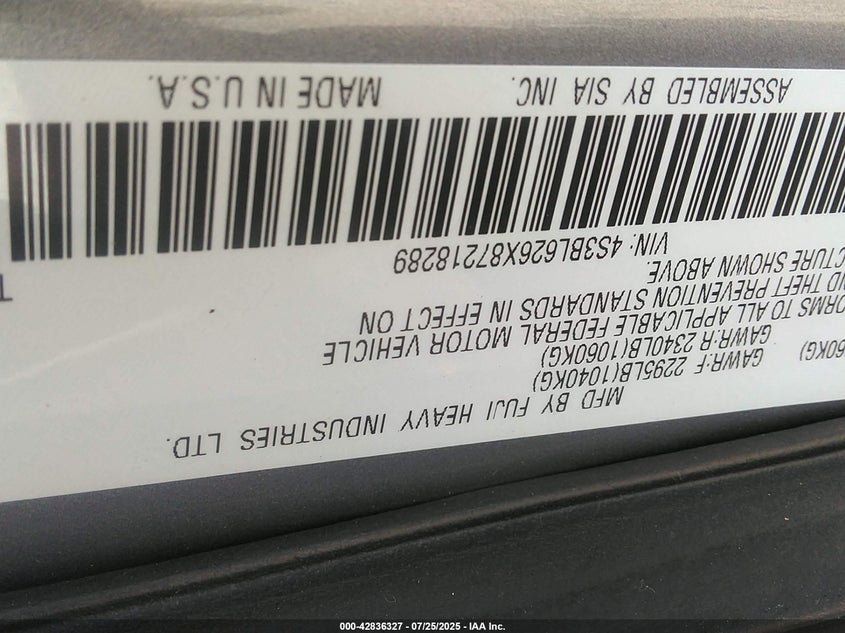 MFD BY FUJI HEAVY INDUSTRIES LTD.
GAWR:F 2295LB(1040KG)
060KG) GAWR:R 2340LB(1060KG)
ORMS TO ALL APPLICABLE FEDERAL MOTOR VEHICLE
ND THEFT PREVENTION STANDARDS IN EFFECT ON
CTURE SHOWN ABOVE.
VIN: 4S3BL626X87218289
T
ASSEMBLED BY SIA INC. MADE IN U.S.A.
000-42836327 / 07/25/2025 - IAA Inc.